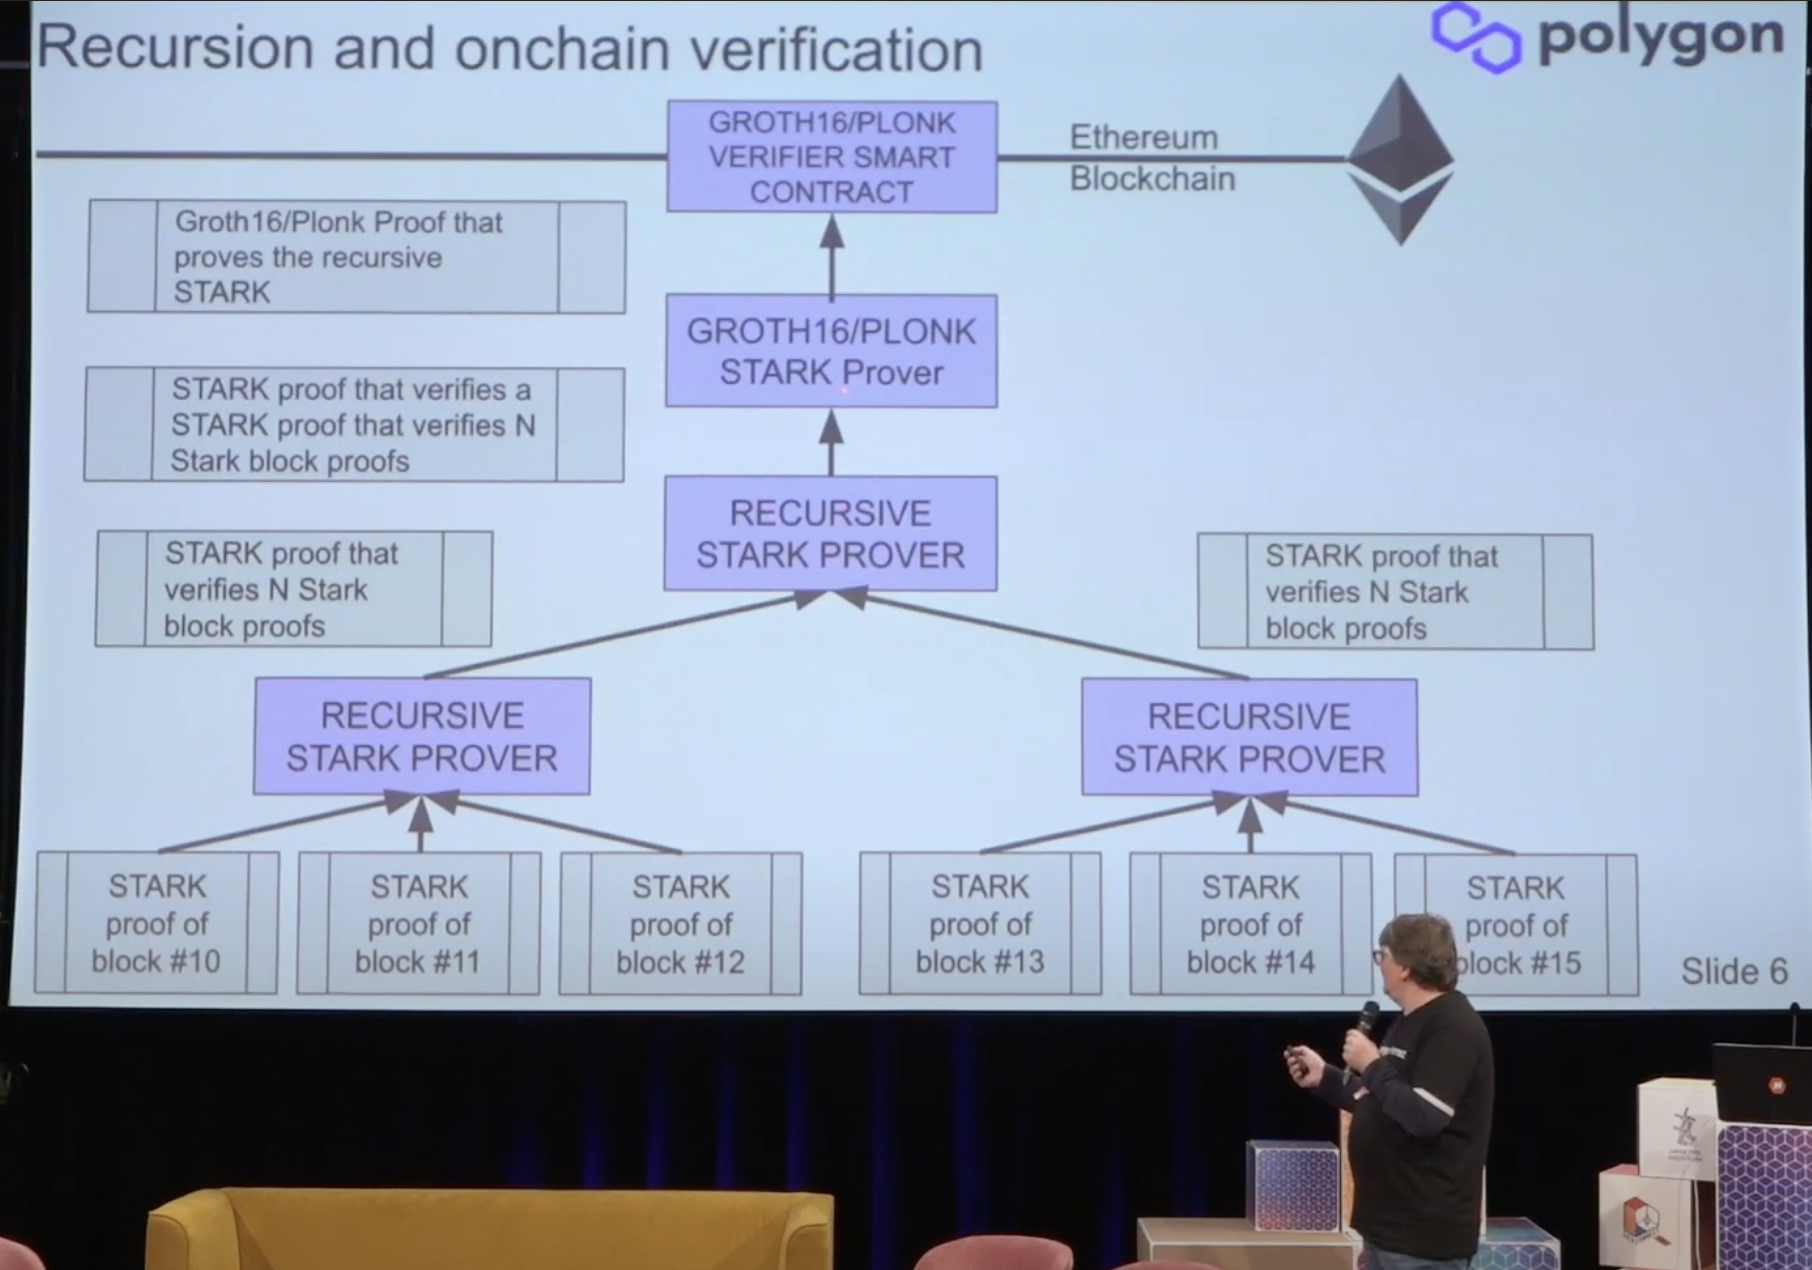 Recursion and onchain verification
polygon
GROTH16/PLONK
VERIFIER SMART
CONTRACT
Ethereum
Blockchain
Groth16/Plonk Proof that
proves the recursive
STARK
GROTH16/PLONK
STARK Prover
STARK proof that verifies a
STARK proof that verifies N
Stark block proofs
RECURSIVE
STARK PROVER
STARK proof that
verifies N Stark
block proofs
STARK proof that
verifies N Stark
block proofs
RECURSIVE
STARK PROVER
RECURSIVE
STARK PROVER
STARK
proof of
block #10
STARK
proof of
block #11
STARK
proof of
block #12
STARK
proof of
block #13
STARK
proof of
block #14
STARK
proof of
block #15
Slide 6